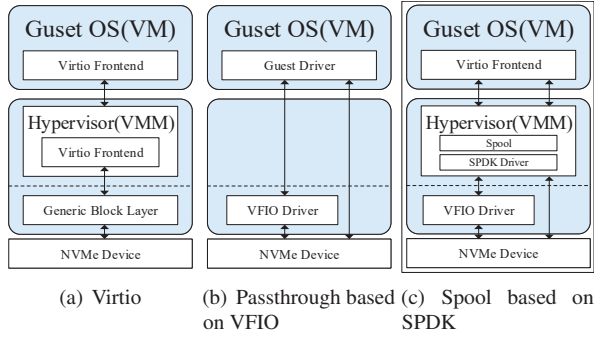 Guset OS(VM)
Virtio Frontend
Hypervisor(VMM)
Virtio Frontend
Generic Block Layer
NVMe Device
(a) Virtio
Guset OS(VM)
Guest Driver
VFIO Driver
NVMe Device
(b) Passthrough based
on VFIO
Guset OS(VM)
Virtio Frontend
Hypervisor(VMM)
Spool
SPDK Driver
VFIO Driver
NVMe Device
(c) Spool based on
SPDK